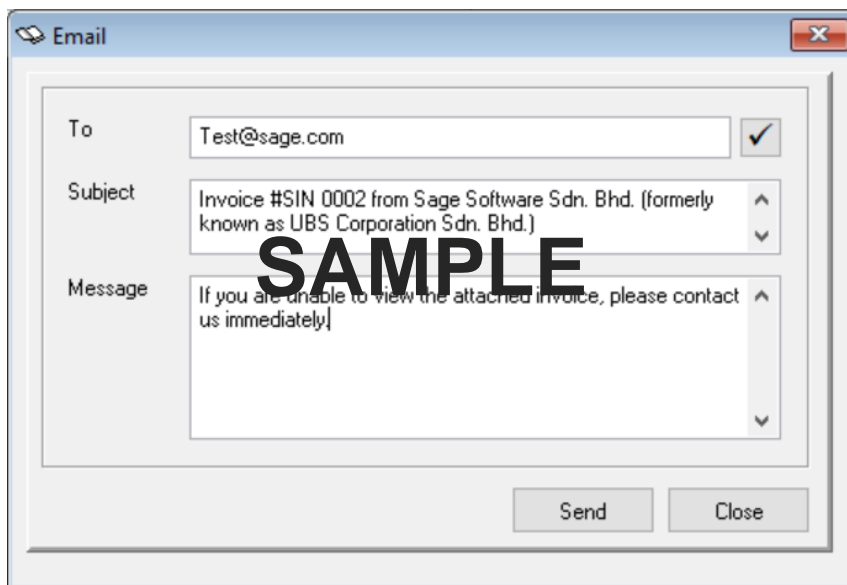 Email
To
Test@sage.com
Subject
Invoice #SIN 0002 from Sage Software Sdn. Bhd. (formerly
known as UBS Corporation Sdn. Bhd.)
SAMPLE
Message
If you are unable to view the attached invoice, please contact
us immediately.
Send
Close